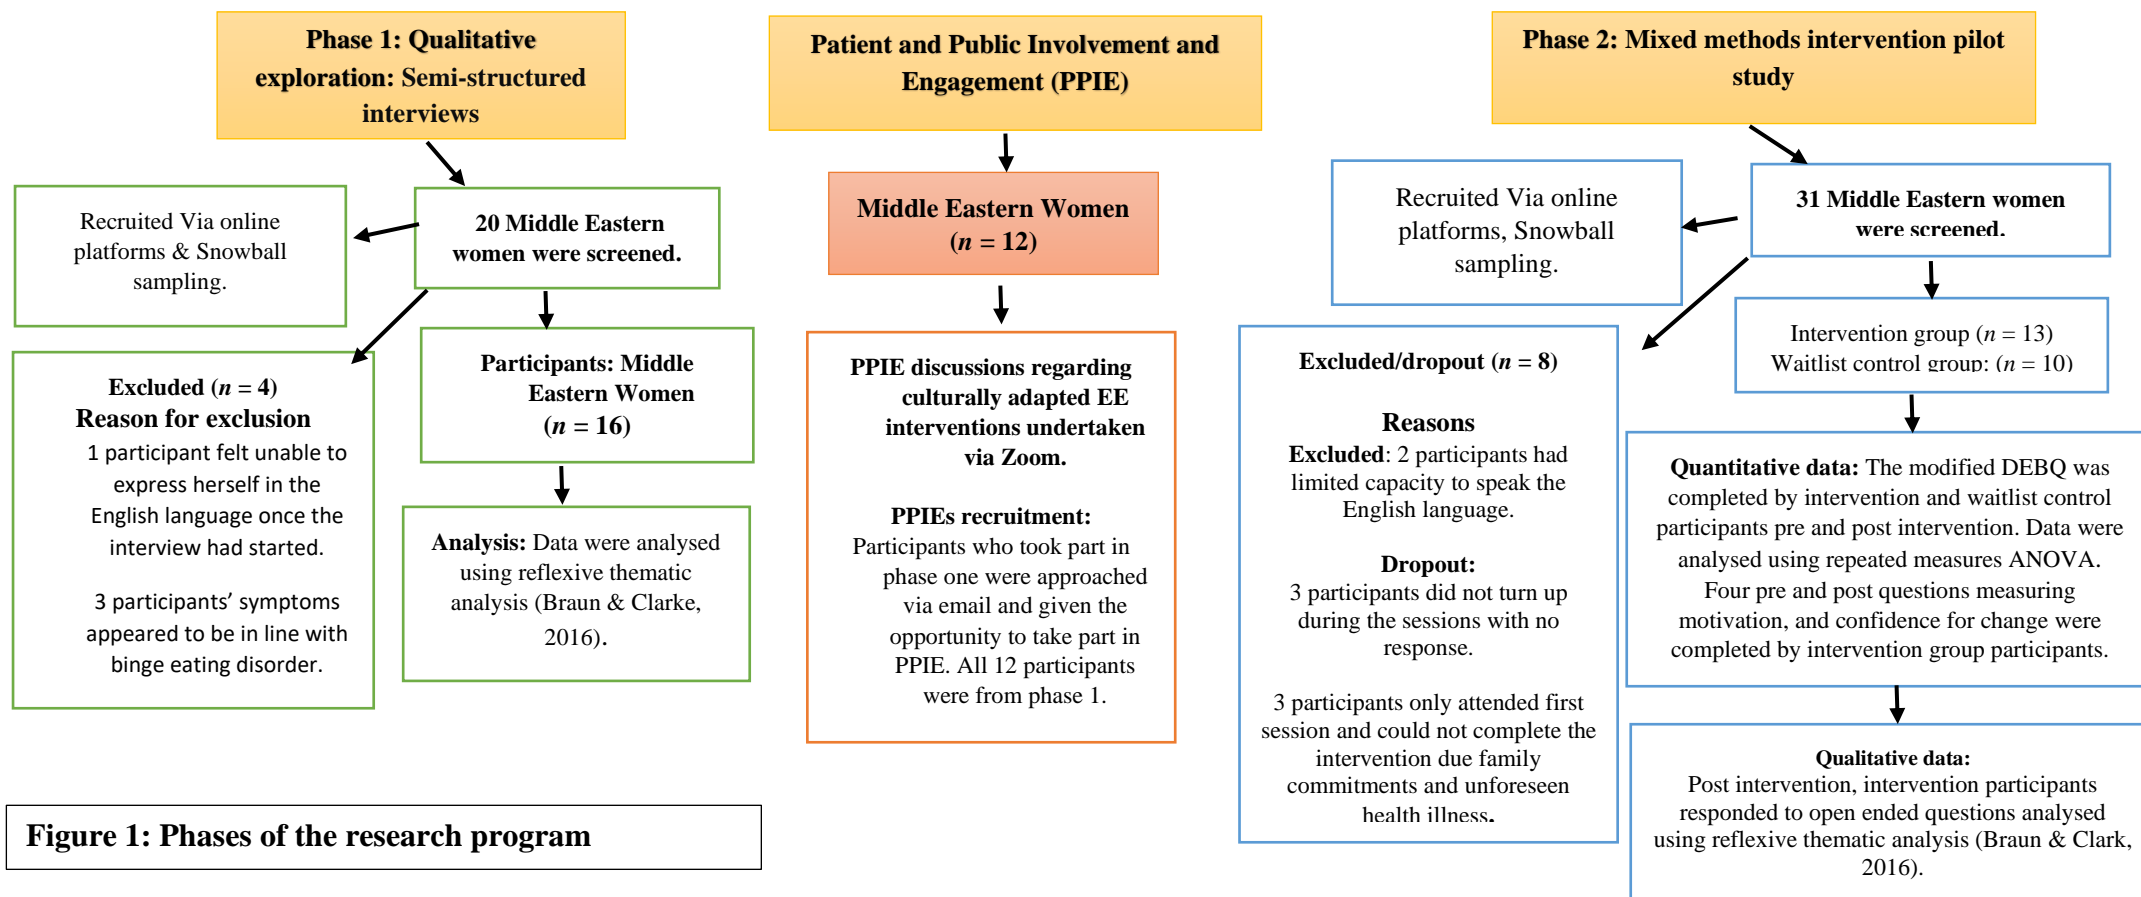 Phase 1: Qualitative
exploration: Semi-structured
interviews
20 Middle Eastern
women were screened.
Recruited Via online
platforms & Snowball
sampling.
Excluded (n = 4)
Reason for exclusion
1 participant felt unable to
express herself in the
English language once the
interview had started.
3 participants’ symptoms
appeared to be in line with
binge eating disorder.
Participants: Middle
Eastern Women
(n = 16)
Analysis: Data were analysed
using reflexive thematic
analysis (Braun & Clarke,
2016).
Patient and Public Involvement and
Engagement (PPIE)
Middle Eastern Women
(n = 12)
PPIE discussions regarding
culturally adapted EE
interventions undertaken
via Zoom.
PPIEs recruitment:
Participants who took part in
phase one were approached
via email and given the
opportunity to take part in
PPIE. All 12 participants
were from phase 1.
Phase 2: Mixed methods intervention pilot
study
31 Middle Eastern women
were screened.
Recruited Via online
platforms, Snowball
sampling.
Excluded/dropout (n = 8)
Reasons
Excluded: 2 participants had
limited capacity to speak the
English language.
Dropout:
3 participants did not turn up
during the sessions with no
response.
3 participants only attended first
session and could not complete the
intervention due family
commitments and unforeseen
health illness.
Intervention group (n = 13)
Waitlist control group: (n = 10)
Quantitative data: The modified DEBQ was
completed by intervention and waitlist control
participants pre and post intervention. Data were
analysed using repeated measures ANOVA.
Four pre and post questions measuring
motivation, and confidence for change were
completed by intervention group participants.
Qualitative data:
Post intervention, intervention participants
responded to open ended questions analysed
using reflexive thematic analysis (Braun & Clark,
2016).
Figure 1: Phases of the research program